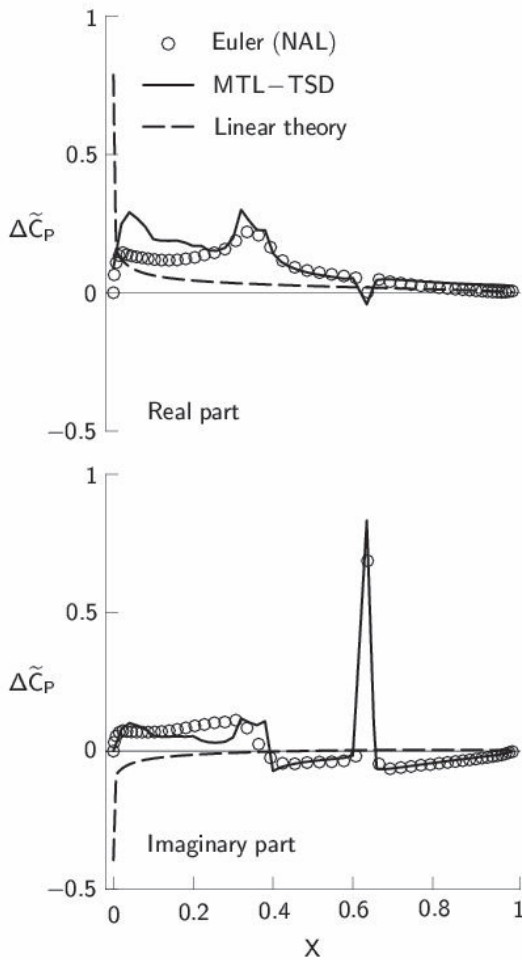 1
Euler (NAL)
MTL–TSD
Linear theory
0.5
ΔC̃ₚ
0
Real part
−0.5
1
0.5
ΔC̃ₚ
0
Imaginary part
−0.5
0 0.2 0.4 0.6 0.8 1
X